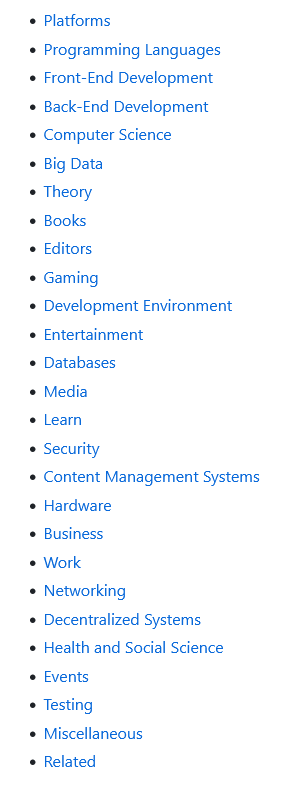 Platforms
Programming Languages
Front-End Development
Back-End Development
Computer Science
Big Data
Theory
Books
Editors
Gaming
Development Environment
Entertainment
Databases
Media
Learn
Security
Content Management Systems
Hardware
Business
Work
Networking
Decentralized Systems
Health and Social Science
Events
Testing
Miscellaneous
Related